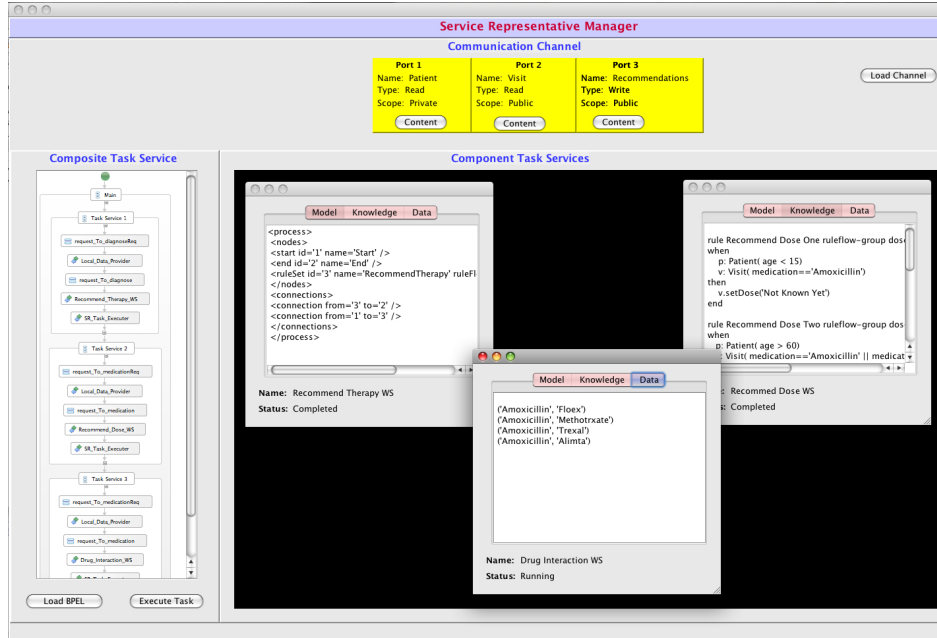 Service Representative Manager
Communication Channel
Port 1
Name: Patient
Type: Read
Scope: Private
Content
Port 2
Name: Visit
Type: Read
Scope: Public
Content
Port 3
Name: Recommendations
Type: Write
Scope: Public
Content
Load Channel
Composite Task Service
Main
Task Service 1
request_To_diagnoseReq
Local_Data_Provider
request_To_diagnose
Recommend_Therapy_WS
SR_Task_Executer
Task Service 2
request_To_medicationReq
Local_Data_Provider
request_To_medication
Recommend_Dose_WS
SR_Task_Executer
Task Service 3
request_To_medicationReq
Local_Data_Provider
request_To_medication
Drug_Interaction_WS
Load BPEL
Execute Task
Component Task Services
Model Knowledge Data
<process>
<nodes>
<start id='1' name='Start' />
<end id='2' name='End' />
<ruleSet id='3' name='RecommendTherapy' ruleFl
</nodes>
<connections>
<connection from='3' to='2' />
<connection from='1' to='3' />
</connections>
</process>
Name: Recommend Therapy WS
Status: Completed
Model Knowledge Data
rule Recommend Dose One ruleflow-group dos
when
p: Patient( age < 15)
v: Visit( medication=='Amoxicillin')
then
v.setDose('Not Known Yet')
end
rule Recommend Dose Two ruleflow-group dos
when
p: Patient( age > 60)
: Visit( medication=='Amoxicillin' || medicat
: Recommed Dose WS
s: Completed
Model Knowledge Data
('Amoxicillin', 'Floex')
('Amoxicillin', 'Methotrxate')
('Amoxicillin', 'Trexal')
('Amoxicillin', 'Alimta')
Name: Drug Interaction WS
Status: Running